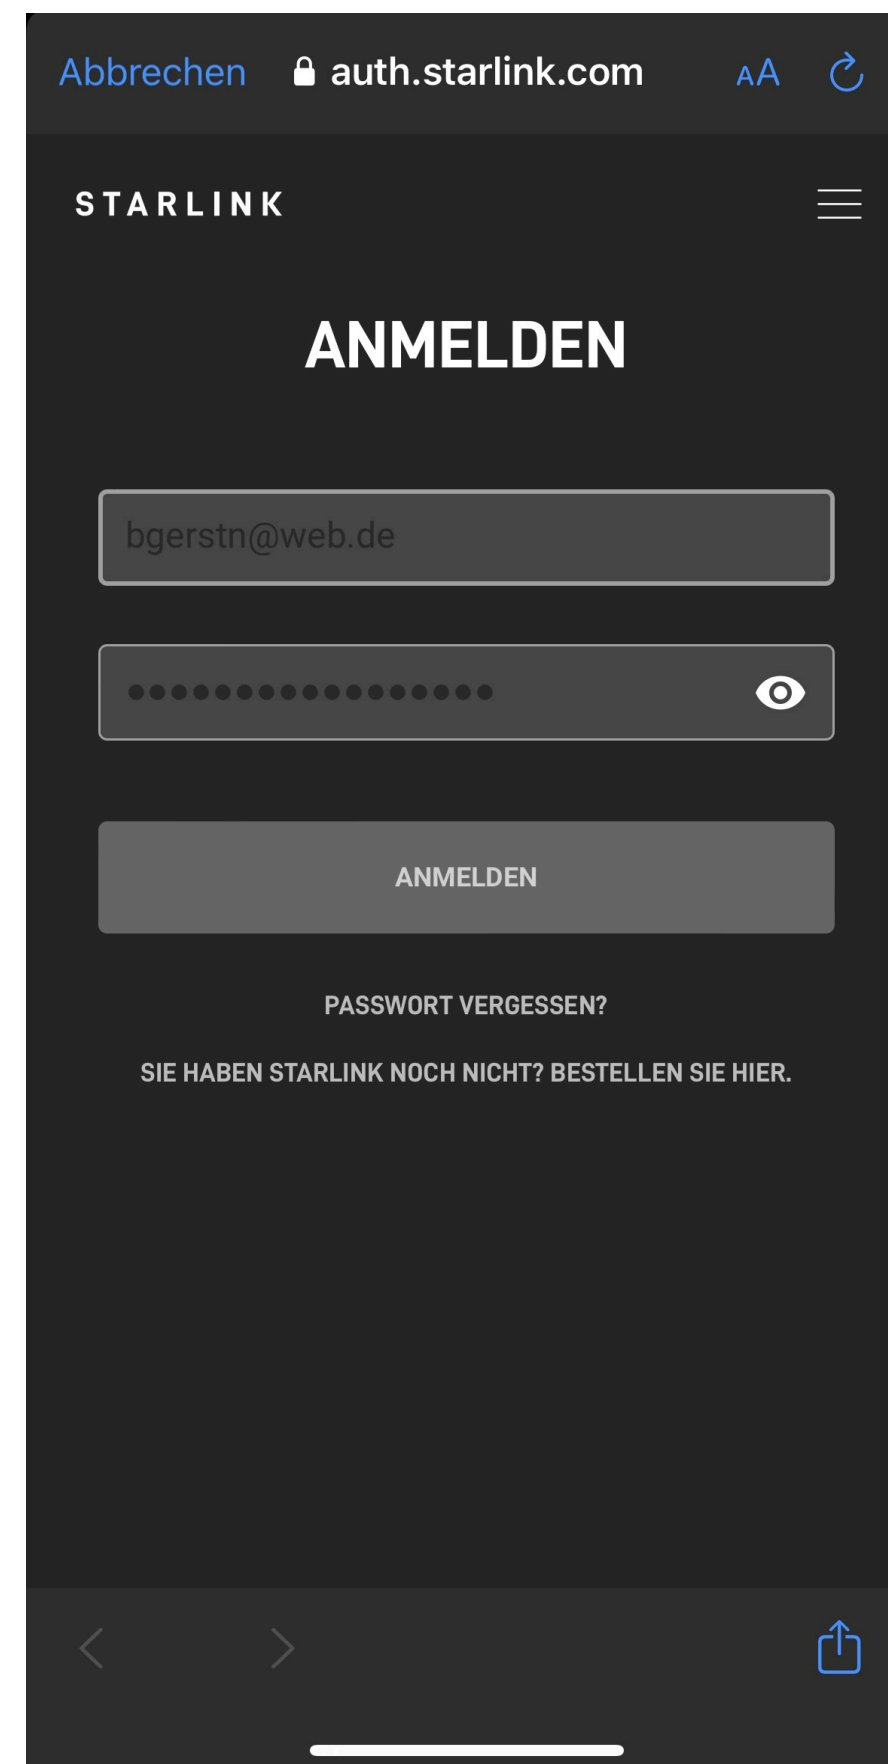 Abbrechen auth.starlink.com AA
STARLINK
ANMELDEN
bgerstn@web.de
•••••••••••••••••
ANMELDEN
PASSWORT VERGESSEN?
SIE HABEN STARLINK NOCH NICHT? BESTELLEN SIE HIER.